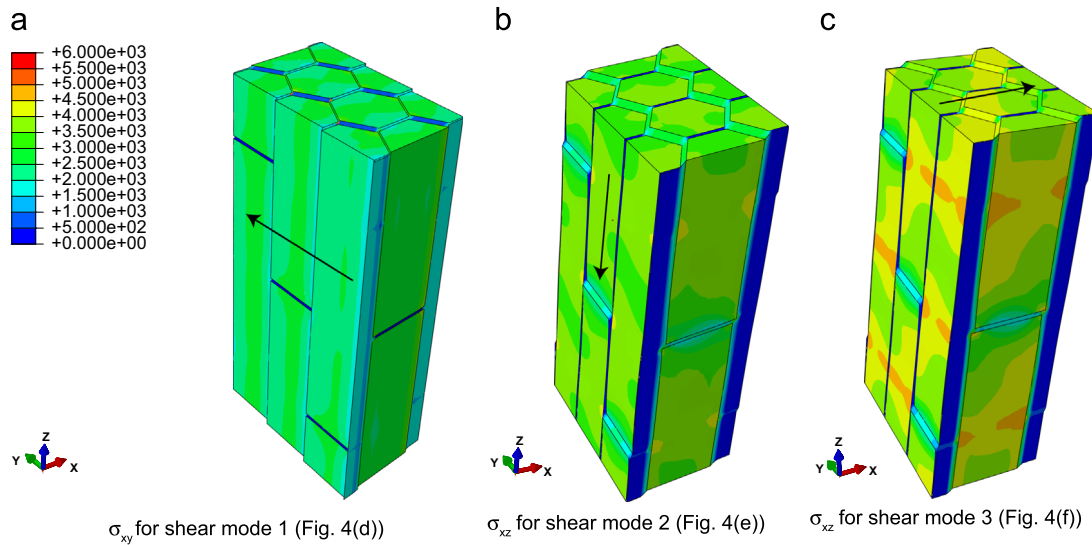 a
b
c
+6.000e+03
+5.500e+03
+5.000e+03
+4.500e+03
+4.000e+03
+3.500e+03
+3.000e+03
+2.500e+03
+2.000e+03
+1.500e+03
+1.000e+03
+5.000e+02
+0.000e+00
Z
Y
X
Z
Y
X
Z
Y
X
σxy for shear mode 1 (Fig. 4(d))
σxz for shear mode 2 (Fig. 4(e))
σxz for shear mode 3 (Fig. 4(f))